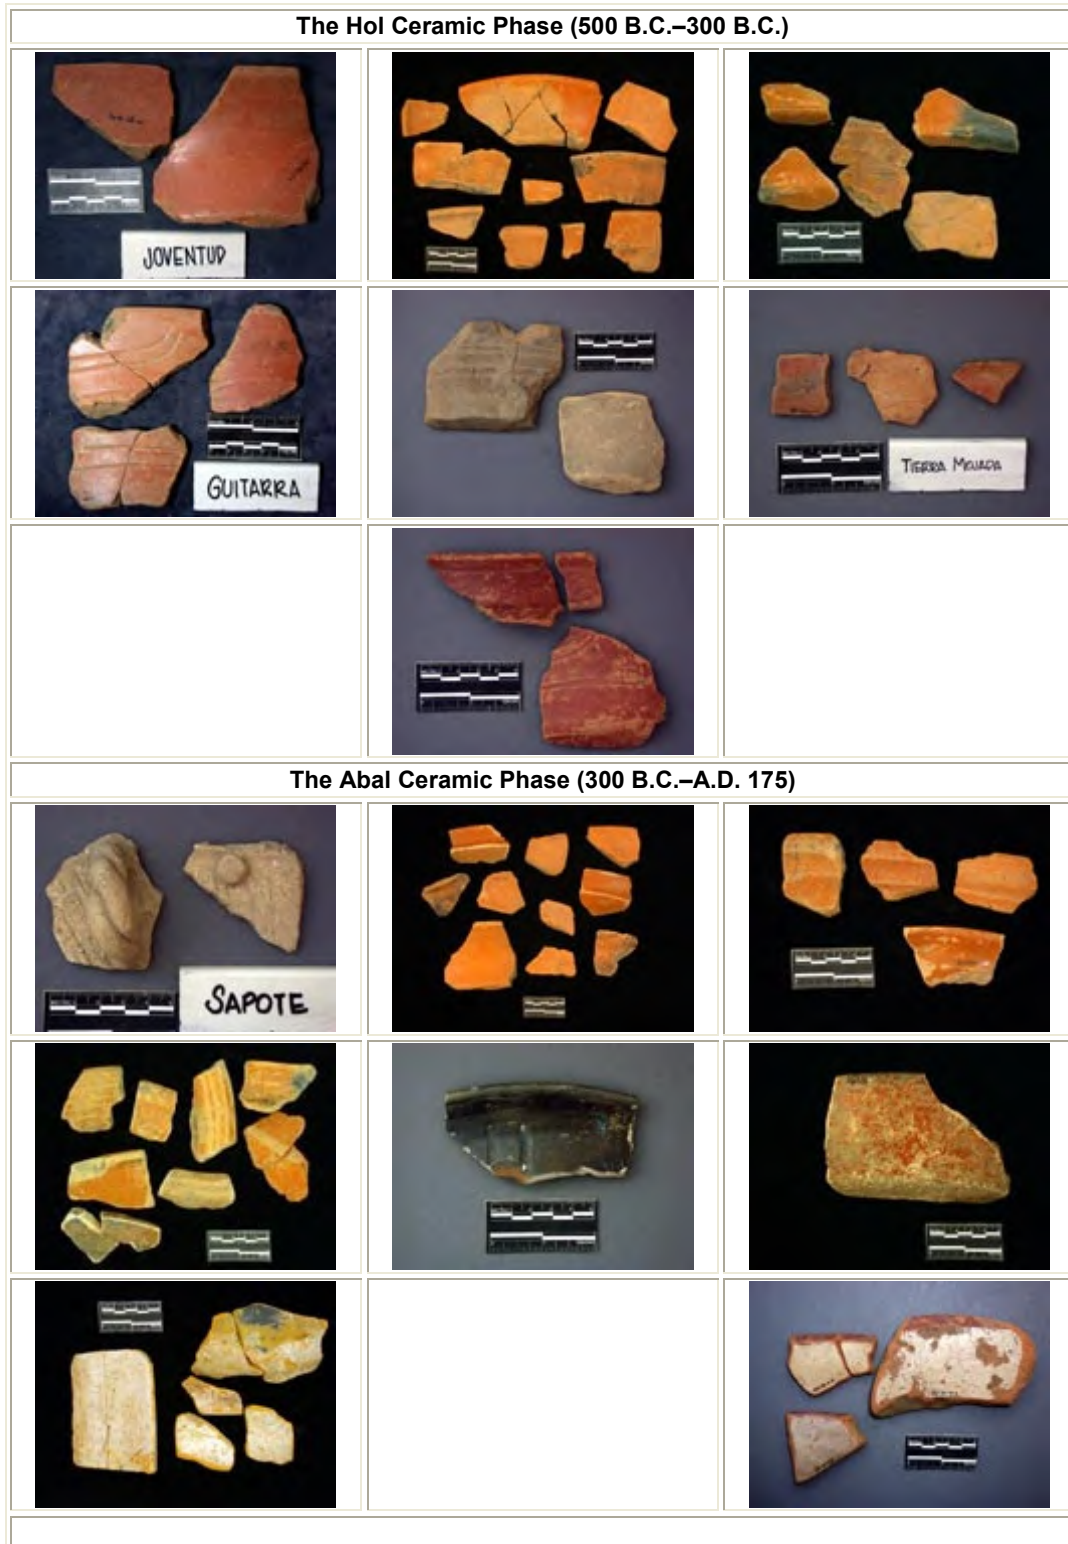 The Hol Ceramic Phase (500 B.C.–300 B.C.)
JOVENTUD
GUITARRA
TIERRA MOJADA
The Abal Ceramic Phase (300 B.C.–A.D. 175)
SAPOTE